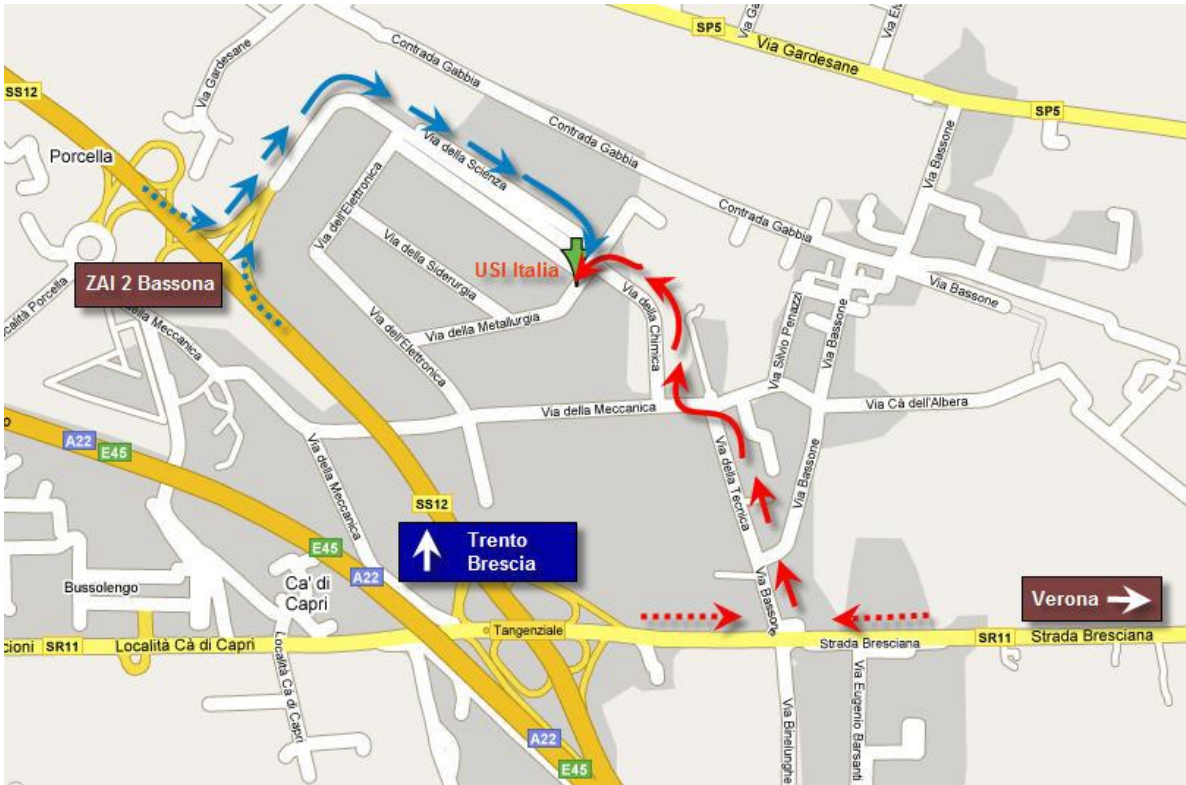 SP5
Via Gardesane
SP5
SS12
Via Gardesane
Contrada Gabbia
Contrada Gabbia
Contrada Gabbia
Via Bassone
Porcella
Via della Scienza
Via dell'Elettronica
Via della Siderurgia
USI Italia
ZAI 2 Bassona
Via della Metallurgia
Via dell'Elettronica
Via della Chimica
Via Silvio Penazzi
Via Bassone
Via Bassone
località Porcella
Via della Meccanica
Via della Meccanica
Via Cà dell'Albera
Via della Meccanica
A22
E45
SS12
Via della Tecnica
Via Bassone
Trento
Brescia
E45
A22
Bussolengo
Ca' di
Capri
Via Bassone
Verona
cioni
SR11
Località Cà di Capri
Tangenziale
Strada Bresciana
SR11
Strada Bresciana
Località Cà di Capri
Via Binelunghe
Via Eugenio Barsanti
A22
E45